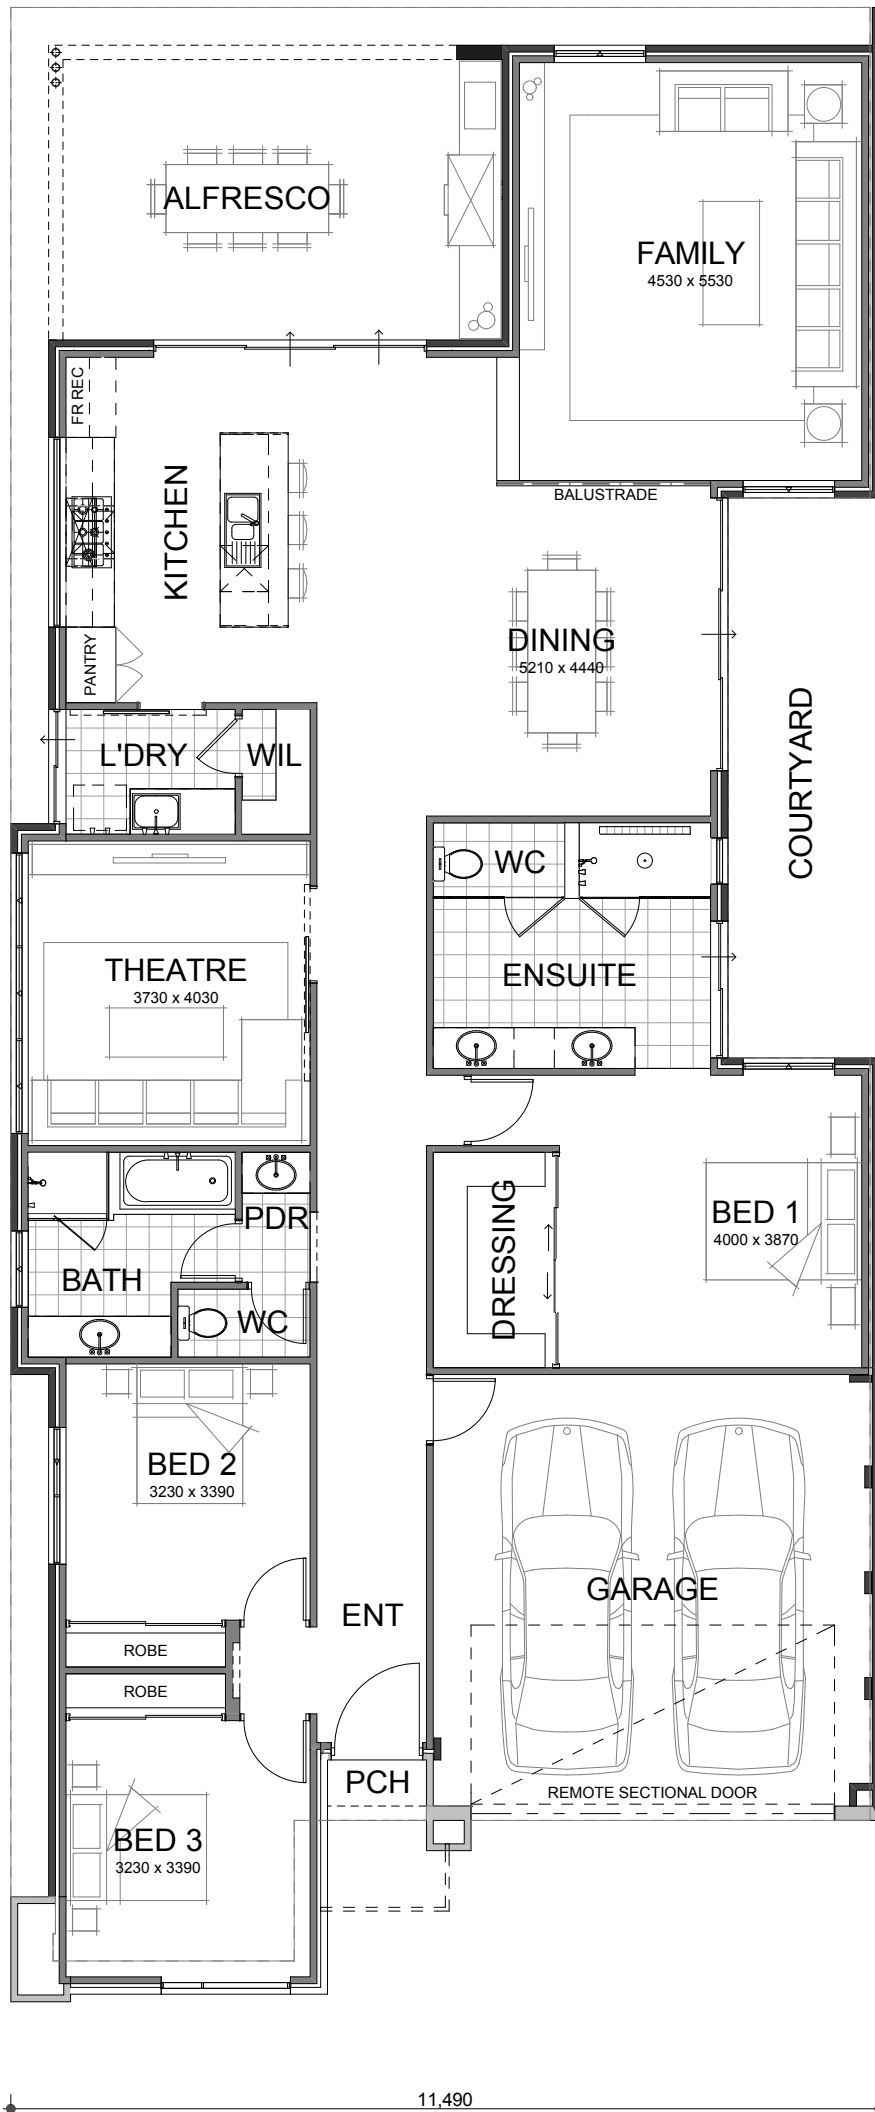 ALFRESCO
FAMILY
4530 x 5530
FR REC
KITCHEN
BALUSTRADE
DINING
5210 x 4440
PANTRY
COURTYARD
L'DRY
WIL
WC
ENSUITE
THEATRE
3730 x 4030
DRESSING
BED 1
4000 x 3870
PDR
BATH
WC
BED 2
3230 x 3390
GARAGE
ENT
ROBE
ROBE
PCH
REMOTE SECTIONAL DOOR
BED 3
3230 x 3390
11,490